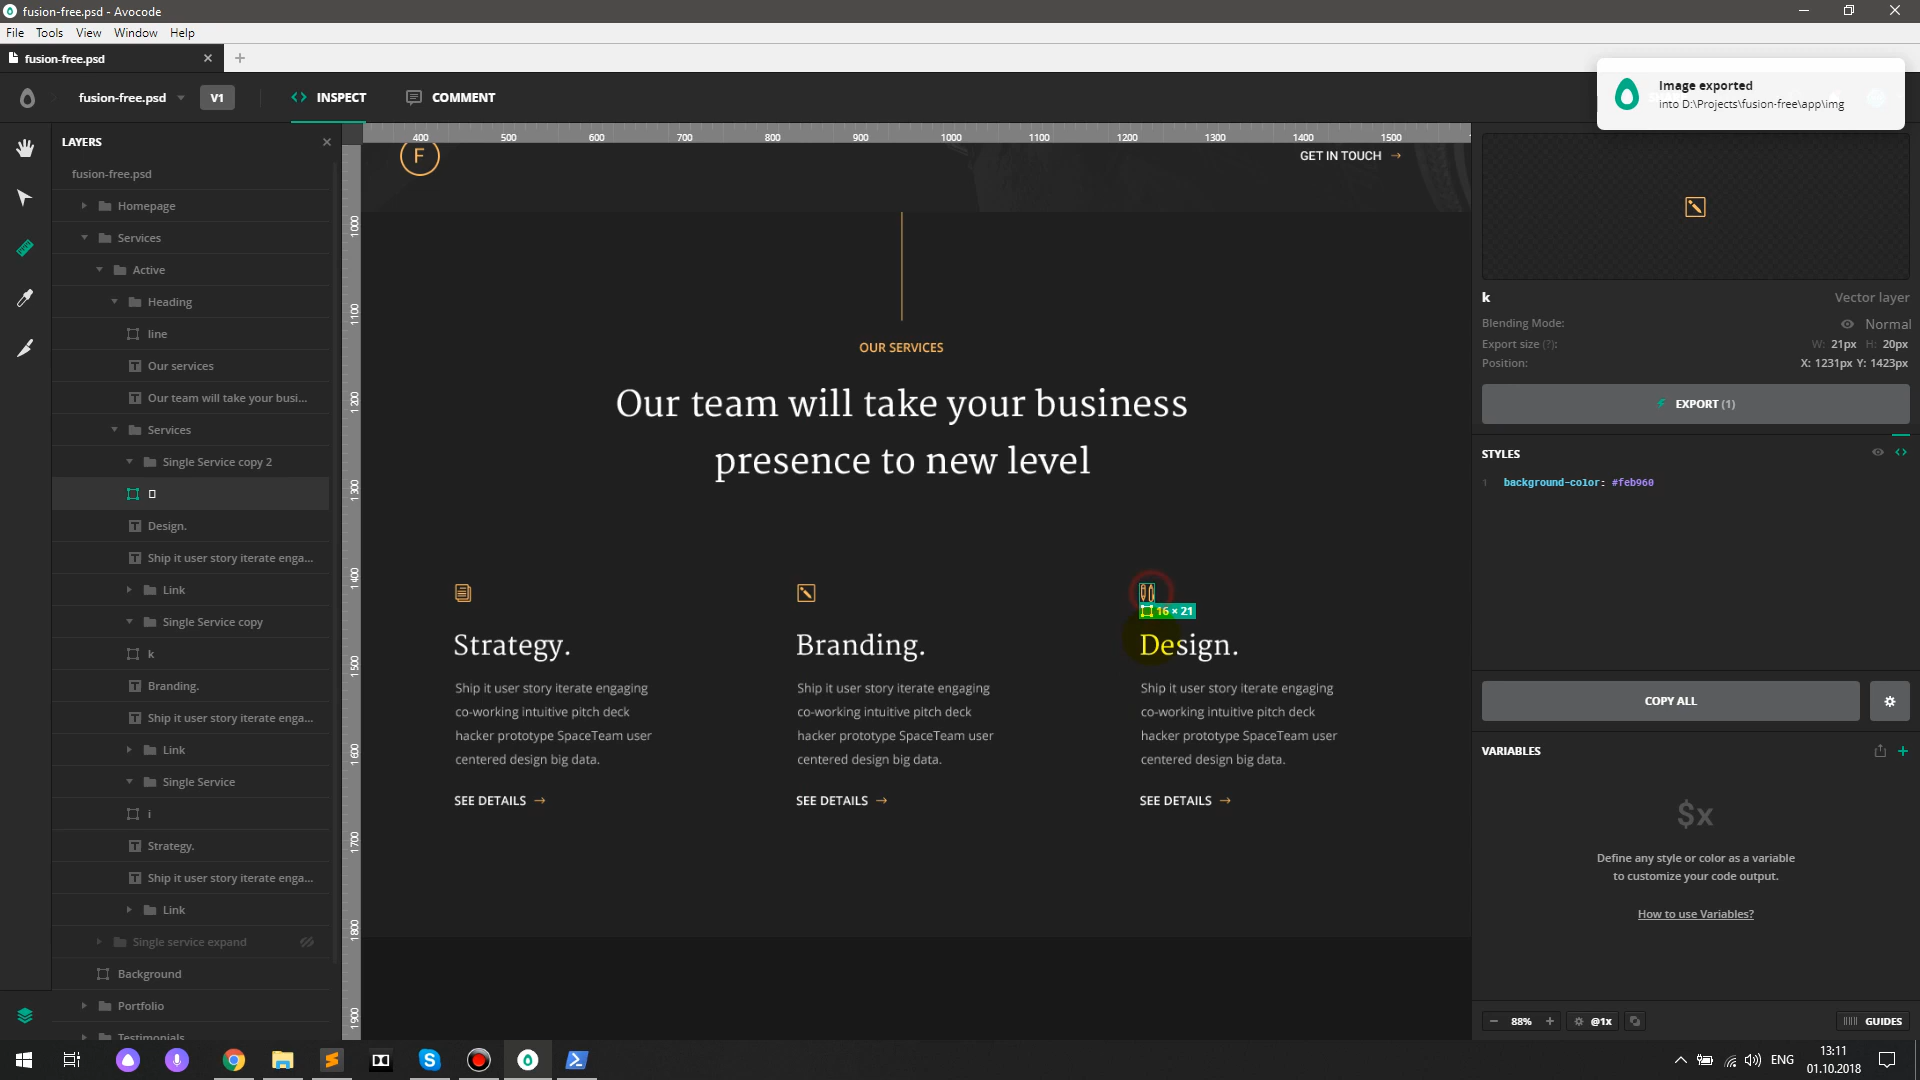 fusion-free.psd - Avocode
File Tools View Window Help
fusion-free.psd
fusion-free.psd V1 INSPECT COMMENT
Image exported
into D:\Projects\fusion-free\app\img
LAYERS
fusion-free.psd
Homepage
Services
Active
Heading
line
Our services
Our team will take your busi...
Services
Single Service copy 2
Design.
Ship it user story iterate enga...
Link
Single Service copy
k
Branding.
Ship it user story iterate enga...
Link
Single Service
i
Strategy.
Ship it user story iterate enga...
Link
Single service expand
Background
Portfolio
Testimonials
400 500 600 700 800 900 1000 1100 1200 1300 1400 1500
1000
1100
1200
1300
1400
1500
1600
1700
1800
1900
F
GET IN TOUCH →
OUR SERVICES
Our team will take your business
presence to new level
16 × 21
Strategy.
Ship it user story iterate engaging
co-working intuitive pitch deck
hacker prototype SpaceTeam user
centered design big data.
SEE DETAILS →
Branding.
Ship it user story iterate engaging
co-working intuitive pitch deck
hacker prototype SpaceTeam user
centered design big data.
SEE DETAILS →
Design.
Ship it user story iterate engaging
co-working intuitive pitch deck
hacker prototype SpaceTeam user
centered design big data.
SEE DETAILS →
k Vector layer
Blending Mode: Normal
Export size (?): W: 21px H: 20px
Position: X: 1231px Y: 1423px
EXPORT (1)
STYLES
1 background-color: #feb960
COPY ALL
VARIABLES
$x
Define any style or color as a variable
to customize your code output.
How to use Variables?
− 88% + @1x GUIDES
ENG
13:11
01.10.2018